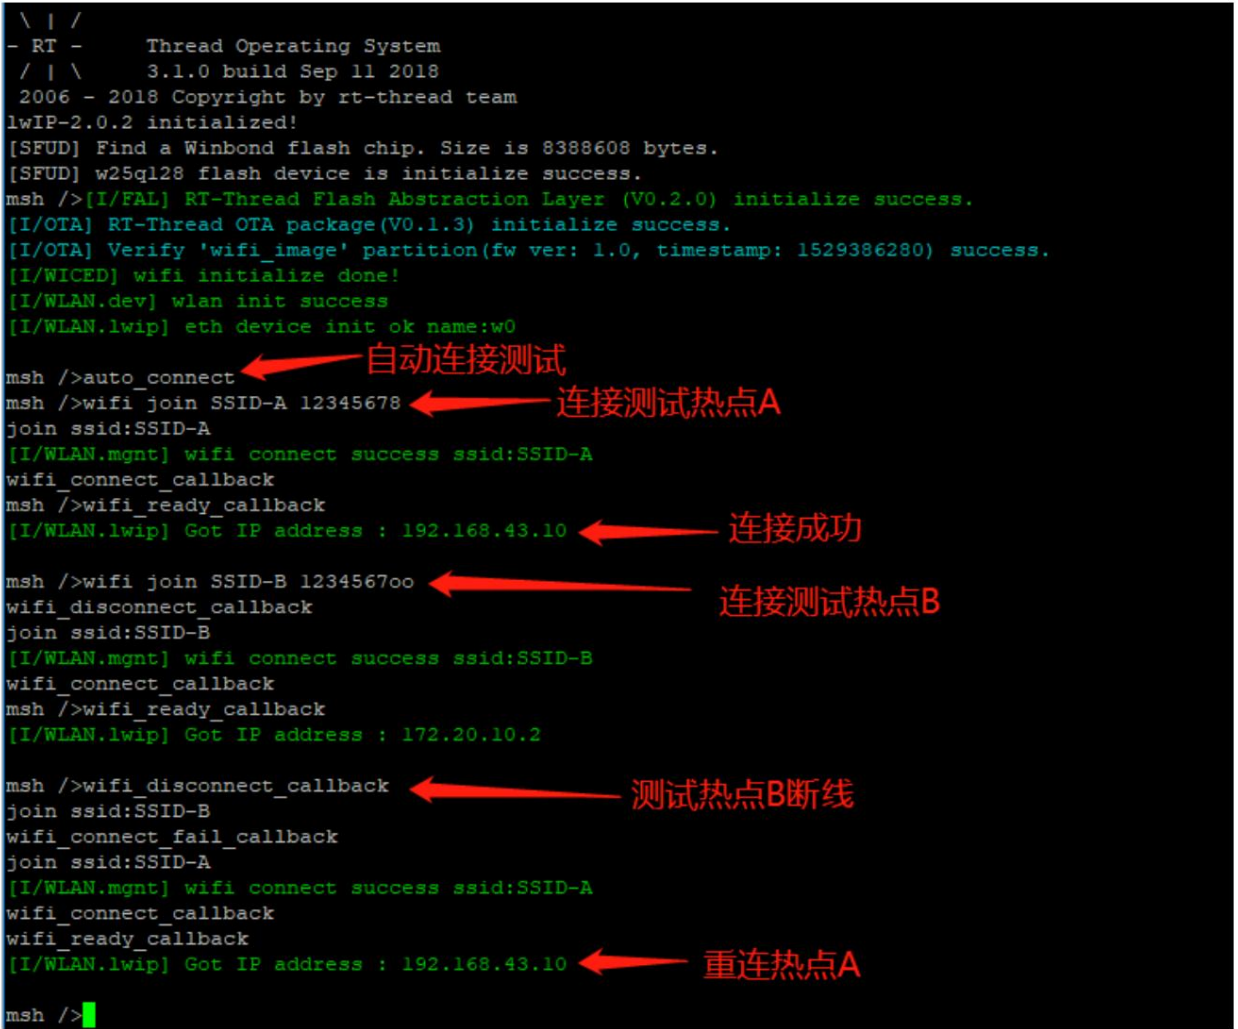 \ | /
- RT -     Thread Operating System
/ | \     3.1.0 build Sep 11 2018
2006 - 2018 Copyright by rt-thread team
lwIP-2.0.2 initialized!
[SFUD] Find a Winbond flash chip. Size is 8388608 bytes.
[SFUD] w25q128 flash device is initialize success.
msh />[I/FAL] RT-Thread Flash Abstraction Layer (V0.2.0) initialize success.
[I/OTA] RT-Thread OTA package(V0.1.3) initialize success.
[I/OTA] Verify 'wifi_image' partition(fw ver: 1.0, timestamp: 1529386280) success.
[I/WICED] wifi initialize done!
[I/WLAN.dev] wlan init success
[I/WLAN.lwip] eth device init ok name:w0
自动连接测试
msh />auto_connect
msh />wifi join SSID-A 12345678 连接测试热点A
join ssid:SSID-A
[I/WLAN.mgnt] wifi connect success ssid:SSID-A
wifi_connect_callback
msh />wifi_ready_callback
[I/WLAN.lwip] Got IP address : 192.168.43.10 连接成功
msh />wifi join SSID-B 1234567oo 连接测试热点B
wifi_disconnect_callback
join ssid:SSID-B
[I/WLAN.mgnt] wifi connect success ssid:SSID-B
wifi_connect_callback
msh />wifi_ready_callback
[I/WLAN.lwip] Got IP address : 172.20.10.2
msh />wifi_disconnect_callback 测试热点B断线
join ssid:SSID-B
wifi_connect_fail_callback
join ssid:SSID-A
[I/WLAN.mgnt] wifi connect success ssid:SSID-A
wifi_connect_callback
wifi_ready_callback
[I/WLAN.lwip] Got IP address : 192.168.43.10 重连热点A
msh />